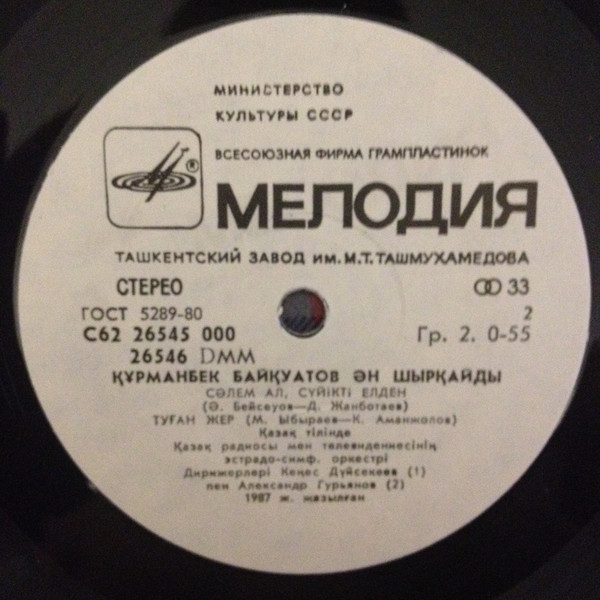 МИНИСТЕРСТВО
КУЛЬТУРЫ СССР
ВСЕСОЮЗНАЯ ФИРМА ГРАМПЛАСТИНОК
®
МЕЛОДИЯ
ТАШКЕНТСКИЙ ЗАВОД ИМ. М.Т. ТАШМУХАМЕДОВА
СТЕРЕО 33
ГОСТ 5289-80 2
С62 26545 000 Гр. 2. 0-55
26546 DMM
ҚҰРМАНБЕК БАЙҚУАТОВ ӘН ШЫРҚАЙДЫ
СӘЛЕМ АЛ, СҮЙІКТІ ЕЛДЕН
(Ә. Бейсеуов—Д. Жанботаев)
ТУҒАН ЖЕР (М. Ыбыраев—К. Аманжолов)
Қазақ тілінде
Қазақ радиосы мен телевидениесінің
эстрадо-симф. оркестрі
Дирижерлері Кеңес Дүйсекеев (1)
пен Александр Гурьянов (2)
1987 ж. жазылған